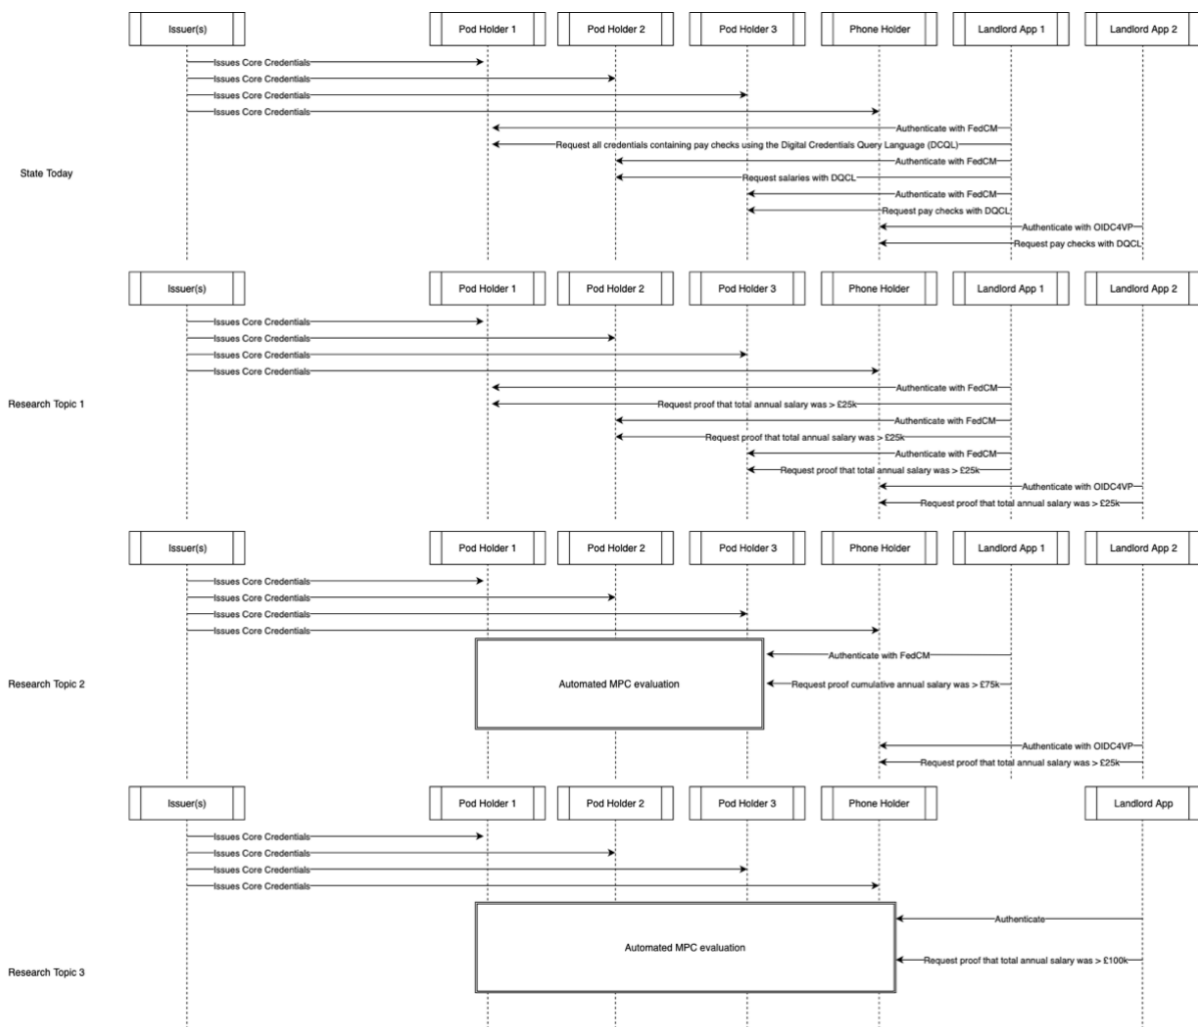 Issuer(s) Pod Holder 1 Pod Holder 2 Pod Holder 3 Phone Holder Landlord App 1 Landlord App 2
Issues Core Credentials
Issues Core Credentials
Issues Core Credentials
Issues Core Credentials
Authenticate with FedCM
Request all credentials containing pay checks using the Digital Credentials Query Language (DCQL)
Authenticate with FedCM
State Today
Request salaries with DQCL
Authenticate with FedCM
Request pay checks with DQCL
Authenticate with OIDC4VP
Request pay checks with DQCL
Issuer(s) Pod Holder 1 Pod Holder 2 Pod Holder 3 Phone Holder Landlord App 1 Landlord App 2
Issues Core Credentials
Issues Core Credentials
Issues Core Credentials
Issues Core Credentials
Authenticate with FedCM
Research Topic 1
Request proof that total annual salary was > £25k
Authenticate with FedCM
Request proof that total annual salary was > £25k
Authenticate with FedCM
Request proof that total annual salary was > £25k
Authenticate with OIDC4VP
Request proof that total annual salary was > £25k
Issuer(s) Pod Holder 1 Pod Holder 2 Pod Holder 3 Phone Holder Landlord App 1 Landlord App 2
Issues Core Credentials
Issues Core Credentials
Issues Core Credentials
Issues Core Credentials
Authenticate with FedCM
Research Topic 2
Automated MPC evaluation
Request proof cumulative annual salary was > £75k
Authenticate with OIDC4VP
Request proof that total annual salary was > £25k
Issuer(s) Pod Holder 1 Pod Holder 2 Pod Holder 3 Phone Holder Landlord App
Issues Core Credentials
Issues Core Credentials
Issues Core Credentials
Issues Core Credentials
Authenticate
Automated MPC evaluation
Request proof that total annual salary was > £100k
Research Topic 3